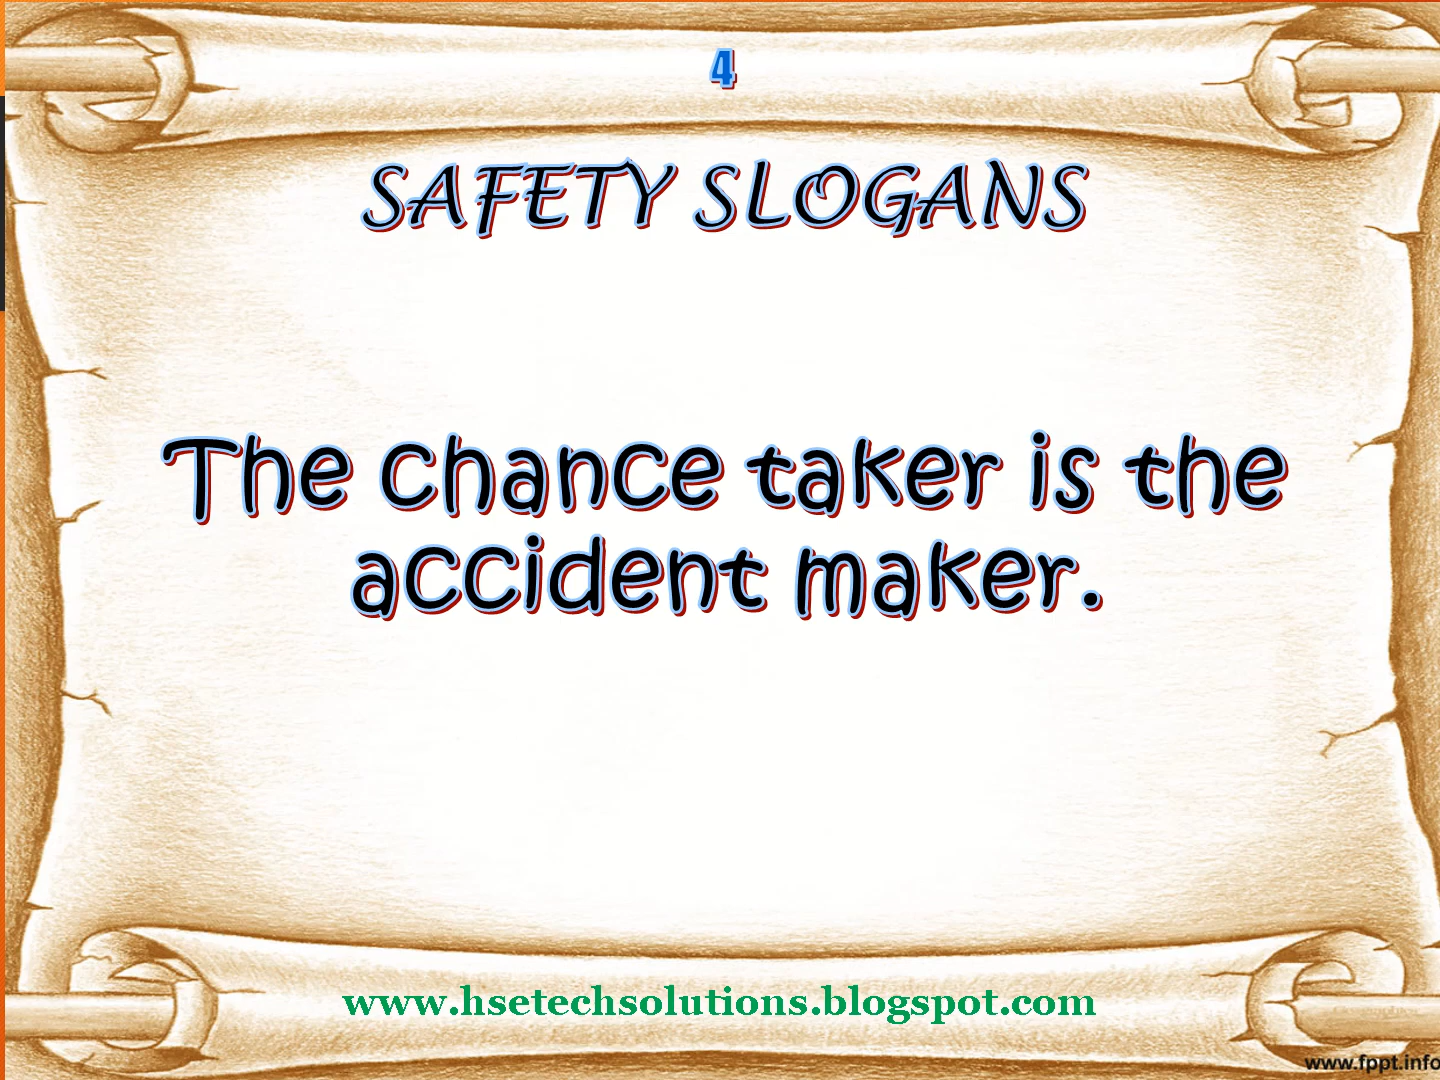 4
SAFETY SLOGANS
The chance taker is the
accident maker.
www.hsetechsolutions.blogspot.com
www.fppt.info